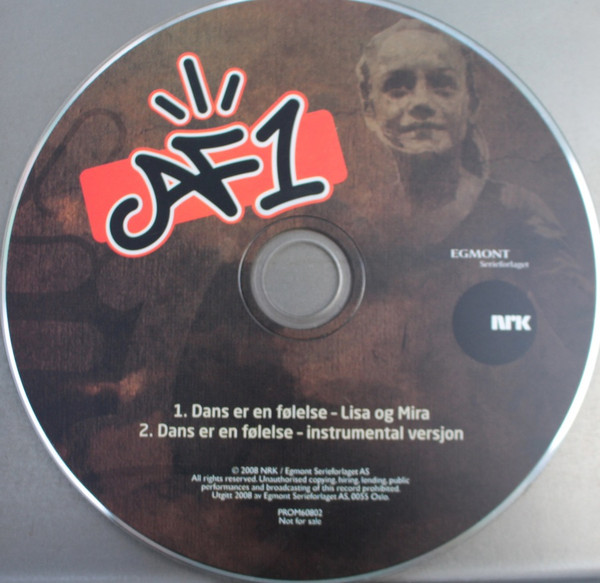 AF1
EGMONT
Serieforlaget
NRK
1. Dans er en følelse – Lisa og Mira
2. Dans er en følelse – instrumental versjon
© 2008 NRK / Egmont Serieforlaget AS
All rights reserved. Unauthorised copying, hiring, lending, public
performances and broadcasting of this record prohibited.
Utgitt 2008 av Egmont Serieforlaget AS, 0055 Oslo.
PROM60802
Not for sale